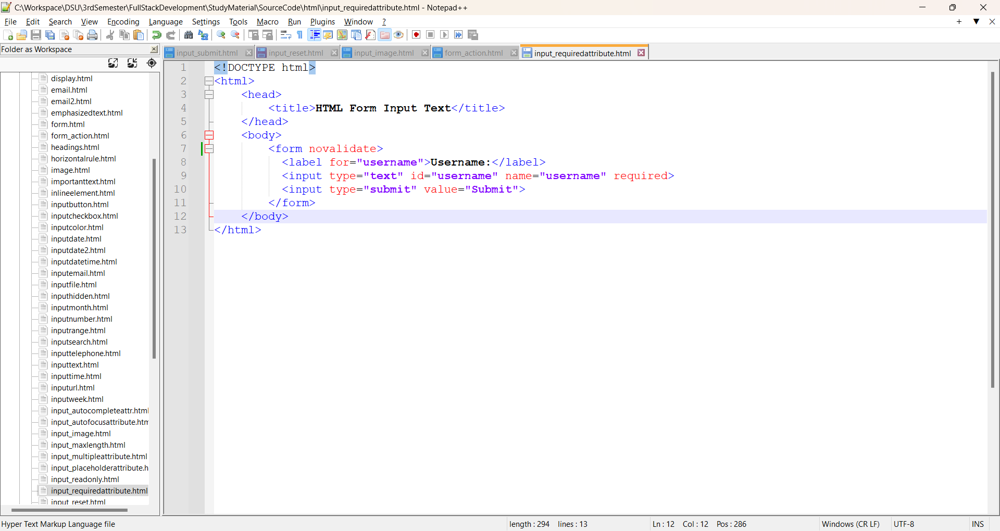 C:\Workspace\DSU\3rdSemester\FullStackDevelopment\StudyMaterial\SourceCode\html\input_requiredattribute.html - Notepad++
File Edit Search View Encoding Language Settings Tools Macro Run Plugins Window ?
Folder as Workspace
input_submit.html input_reset.html input_image.html form_action.html input_requiredattribute.html
display.html
email.html
email2.html
emphasizedtext.html
form.html
form_action.html
headings.html
horizontalrule.html
image.html
importanttext.html
inlineelement.html
inputbutton.html
inputcheckbox.html
inputcolor.html
inputdate.html
inputdate2.html
inputdatetime.html
inputemail.html
inputfile.html
inputhidden.html
inputmonth.html
inputnumber.html
inputrange.html
inputsearch.html
inputtelephone.html
inputtext.html
inputtime.html
inputurl.html
inputweek.html
input_autocompleteattr.html
input_autofocusattribute.htm
input_image.html
input_maxlength.html
input_multipleattribute.html
input_placeholderattribute.h
input_readonly.html
input_requiredattribute.html
input_reset.html
1 <!DOCTYPE html>
2 <html>
3 <head>
4 <title>HTML Form Input Text</title>
5 </head>
6 <body>
7 <form novalidate>
8 <label for="username">Username:</label>
9 <input type="text" id="username" name="username" required>
10 <input type="submit" value="Submit">
11 </form>
12 </body>
13 </html>
Hyper Text Markup Language file length : 294 lines : 13 Ln : 12 Col : 12 Pos : 286 Windows (CR LF) UTF-8 INS